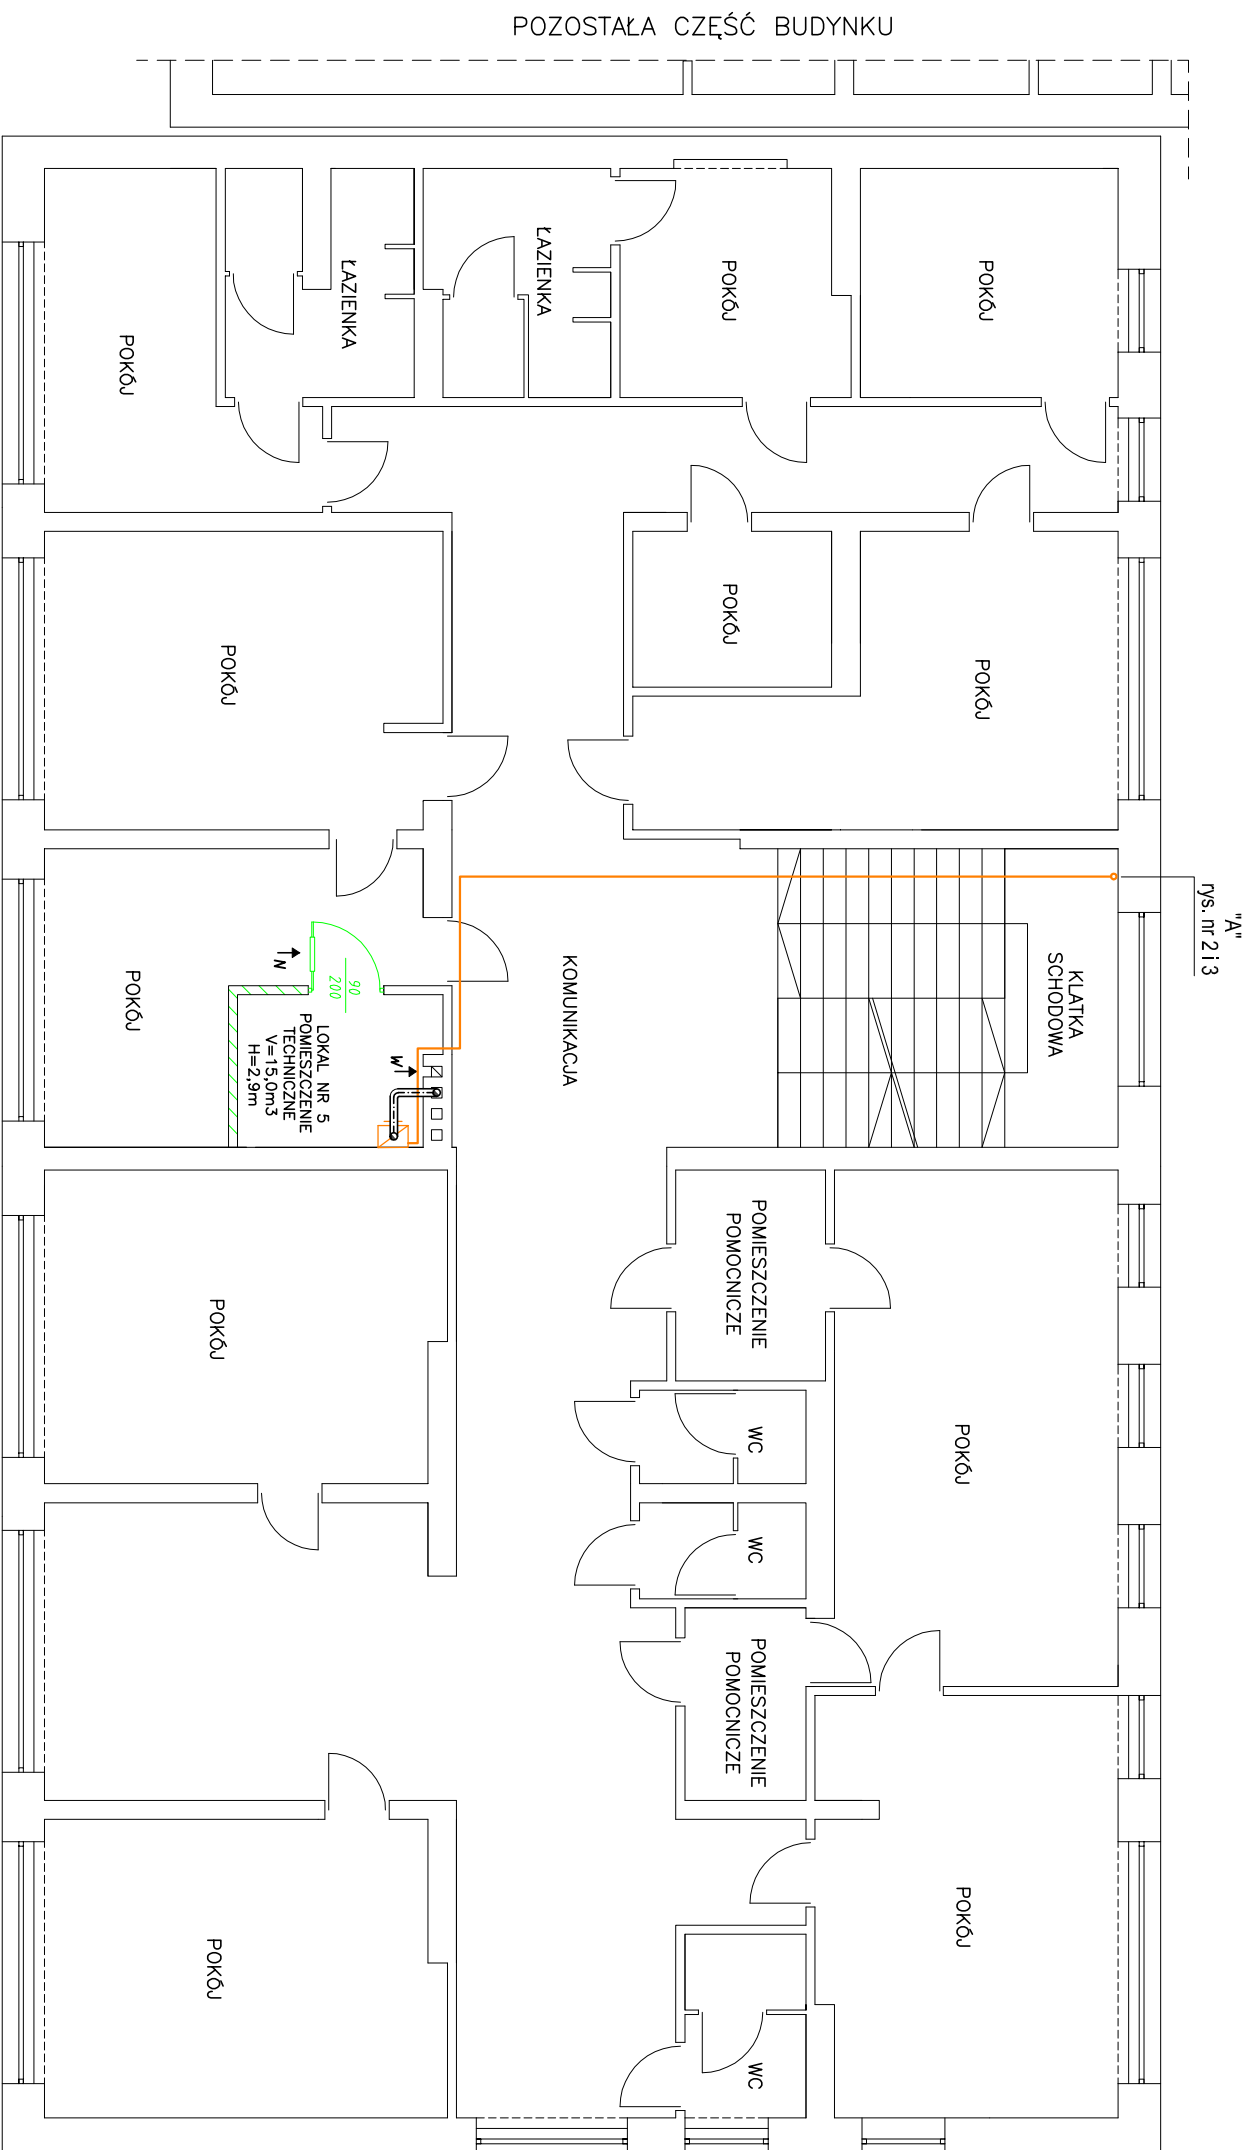 POZOSTAŁA CZĘŚĆ BUDYNKU
"A"
rys. nr 2 i 3
POKÓJ
POKÓJ
ŁAZIENKA
ŁAZIENKA
POKÓJ
POKÓJ
POKÓJ
POKÓJ
KLATKA
SCHODOWA
KOMUNIKACJA
POKÓJ
N
90
200
W
LOKAL NR 5
POMIESZCZENIE
TECHNICZNE
V=15,0m3
H=2,9m
POMIESZCZENIE
POMOCNICZE
POKÓJ
POKÓJ
WC
WC
POMIESZCZENIE
POMOCNICZE
POKÓJ
POKÓJ
WC